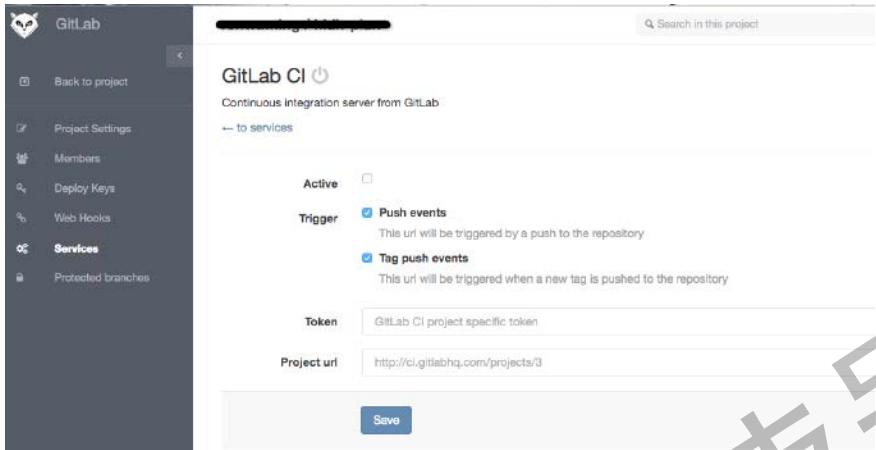 GitLab
Search in this project
Back to project
GitLab CI
Continuous integration server from GitLab
Project Settings
← to services
Members
Deploy Keys
Active
Web Hooks
Trigger
Push events
This url will be triggered by a push to the repository
Services
Tag push events
Protected branches
This url will be triggered when a new tag is pushed to the repository
Token
GitLab CI project specific token
Project url
http://ci.gitlabhq.com/projects/3
Save